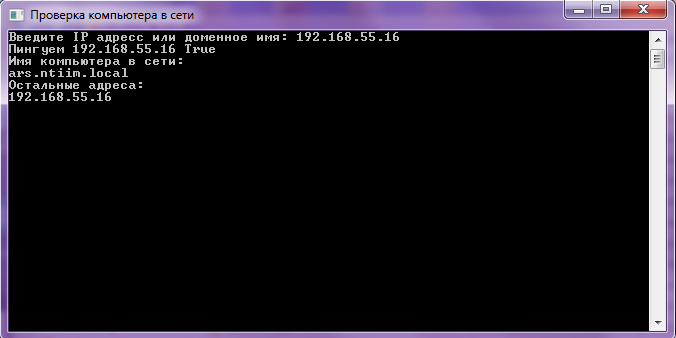 Проверка компьютера в сети
Введите IP адресс или доменное имя: 192.168.55.16
Пингуем 192.168.55.16 True
Имя компьютера в сети:
ars.ntiim.local
Остальные адреса:
192.168.55.16